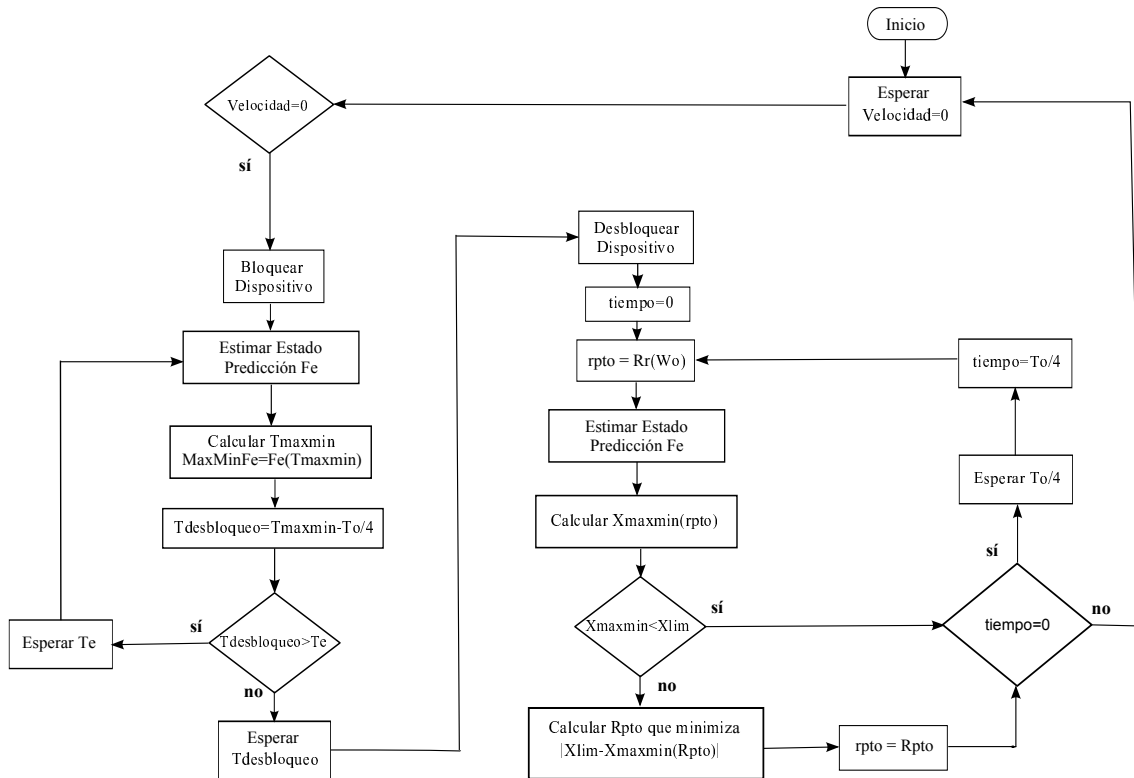 Inicio
Esperar
Velocidad=0
Velocidad=0
sí
Bloquear
Dispositivo
Estimar Estado
Predicción Fe
Calcular Tmaxmin
MaxMinFe=Fe(Tmaxmin)
Tdesbloqueo=Tmaxmin-To/4
Tdesbloqueo>Te
sí
Esperar Te
no
Esperar
Tdesbloqueo
Desbloquear
Dispositivo
tiempo=0
rpto = Rr(Wo)
Estimar Estado
Predicción Fe
Calcular Xmaxmin(rpto)
Xmaxmin<Xlim
sí
no
Calcular Rpto que minimiza
|Xlim-Xmaxmin(Rpto)|
rpto = Rpto
tiempo=0
sí
no
Esperar To/4
tiempo=To/4